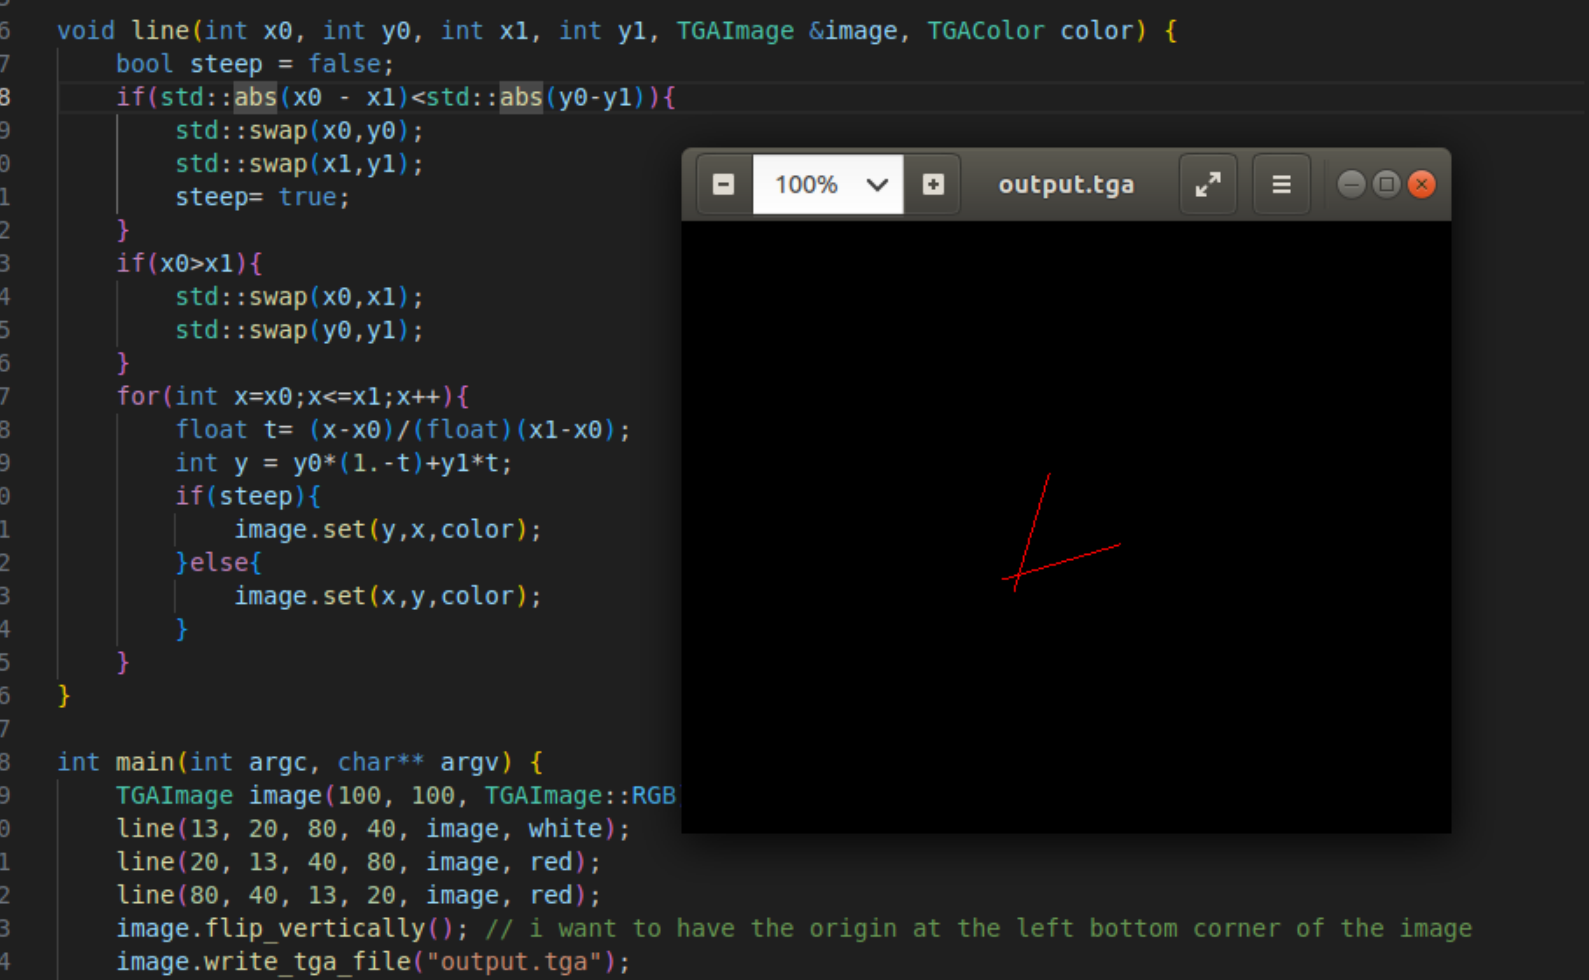 6 void line(int x0, int y0, int x1, int y1, TGAImage &image, TGAColor color) {
7 bool steep = false;
8 if(std::abs(x0 - x1)<std::abs(y0-y1)){
9 std::swap(x0,y0);
0 std::swap(x1,y1);
1 steep= true;
2 }
3 if(x0>x1){
4 std::swap(x0,x1);
5 std::swap(y0,y1);
6 }
7 for(int x=x0;x<=x1;x++){
8 float t= (x-x0)/(float)(x1-x0);
9 int y = y0*(1.-t)+y1*t;
0 if(steep){
1 image.set(y,x,color);
2 }else{
3 image.set(x,y,color);
4 }
5 }
6 }
7
8 int main(int argc, char** argv) {
9 TGAImage image(100, 100, TGAImage::RGB
0 line(13, 20, 80, 40, image, white);
1 line(20, 13, 40, 80, image, red);
2 line(80, 40, 13, 20, image, red);
3 image.flip_vertically(); // i want to have the origin at the left bottom corner of the image
4 image.write_tga_file("output.tga");
100% output.tga